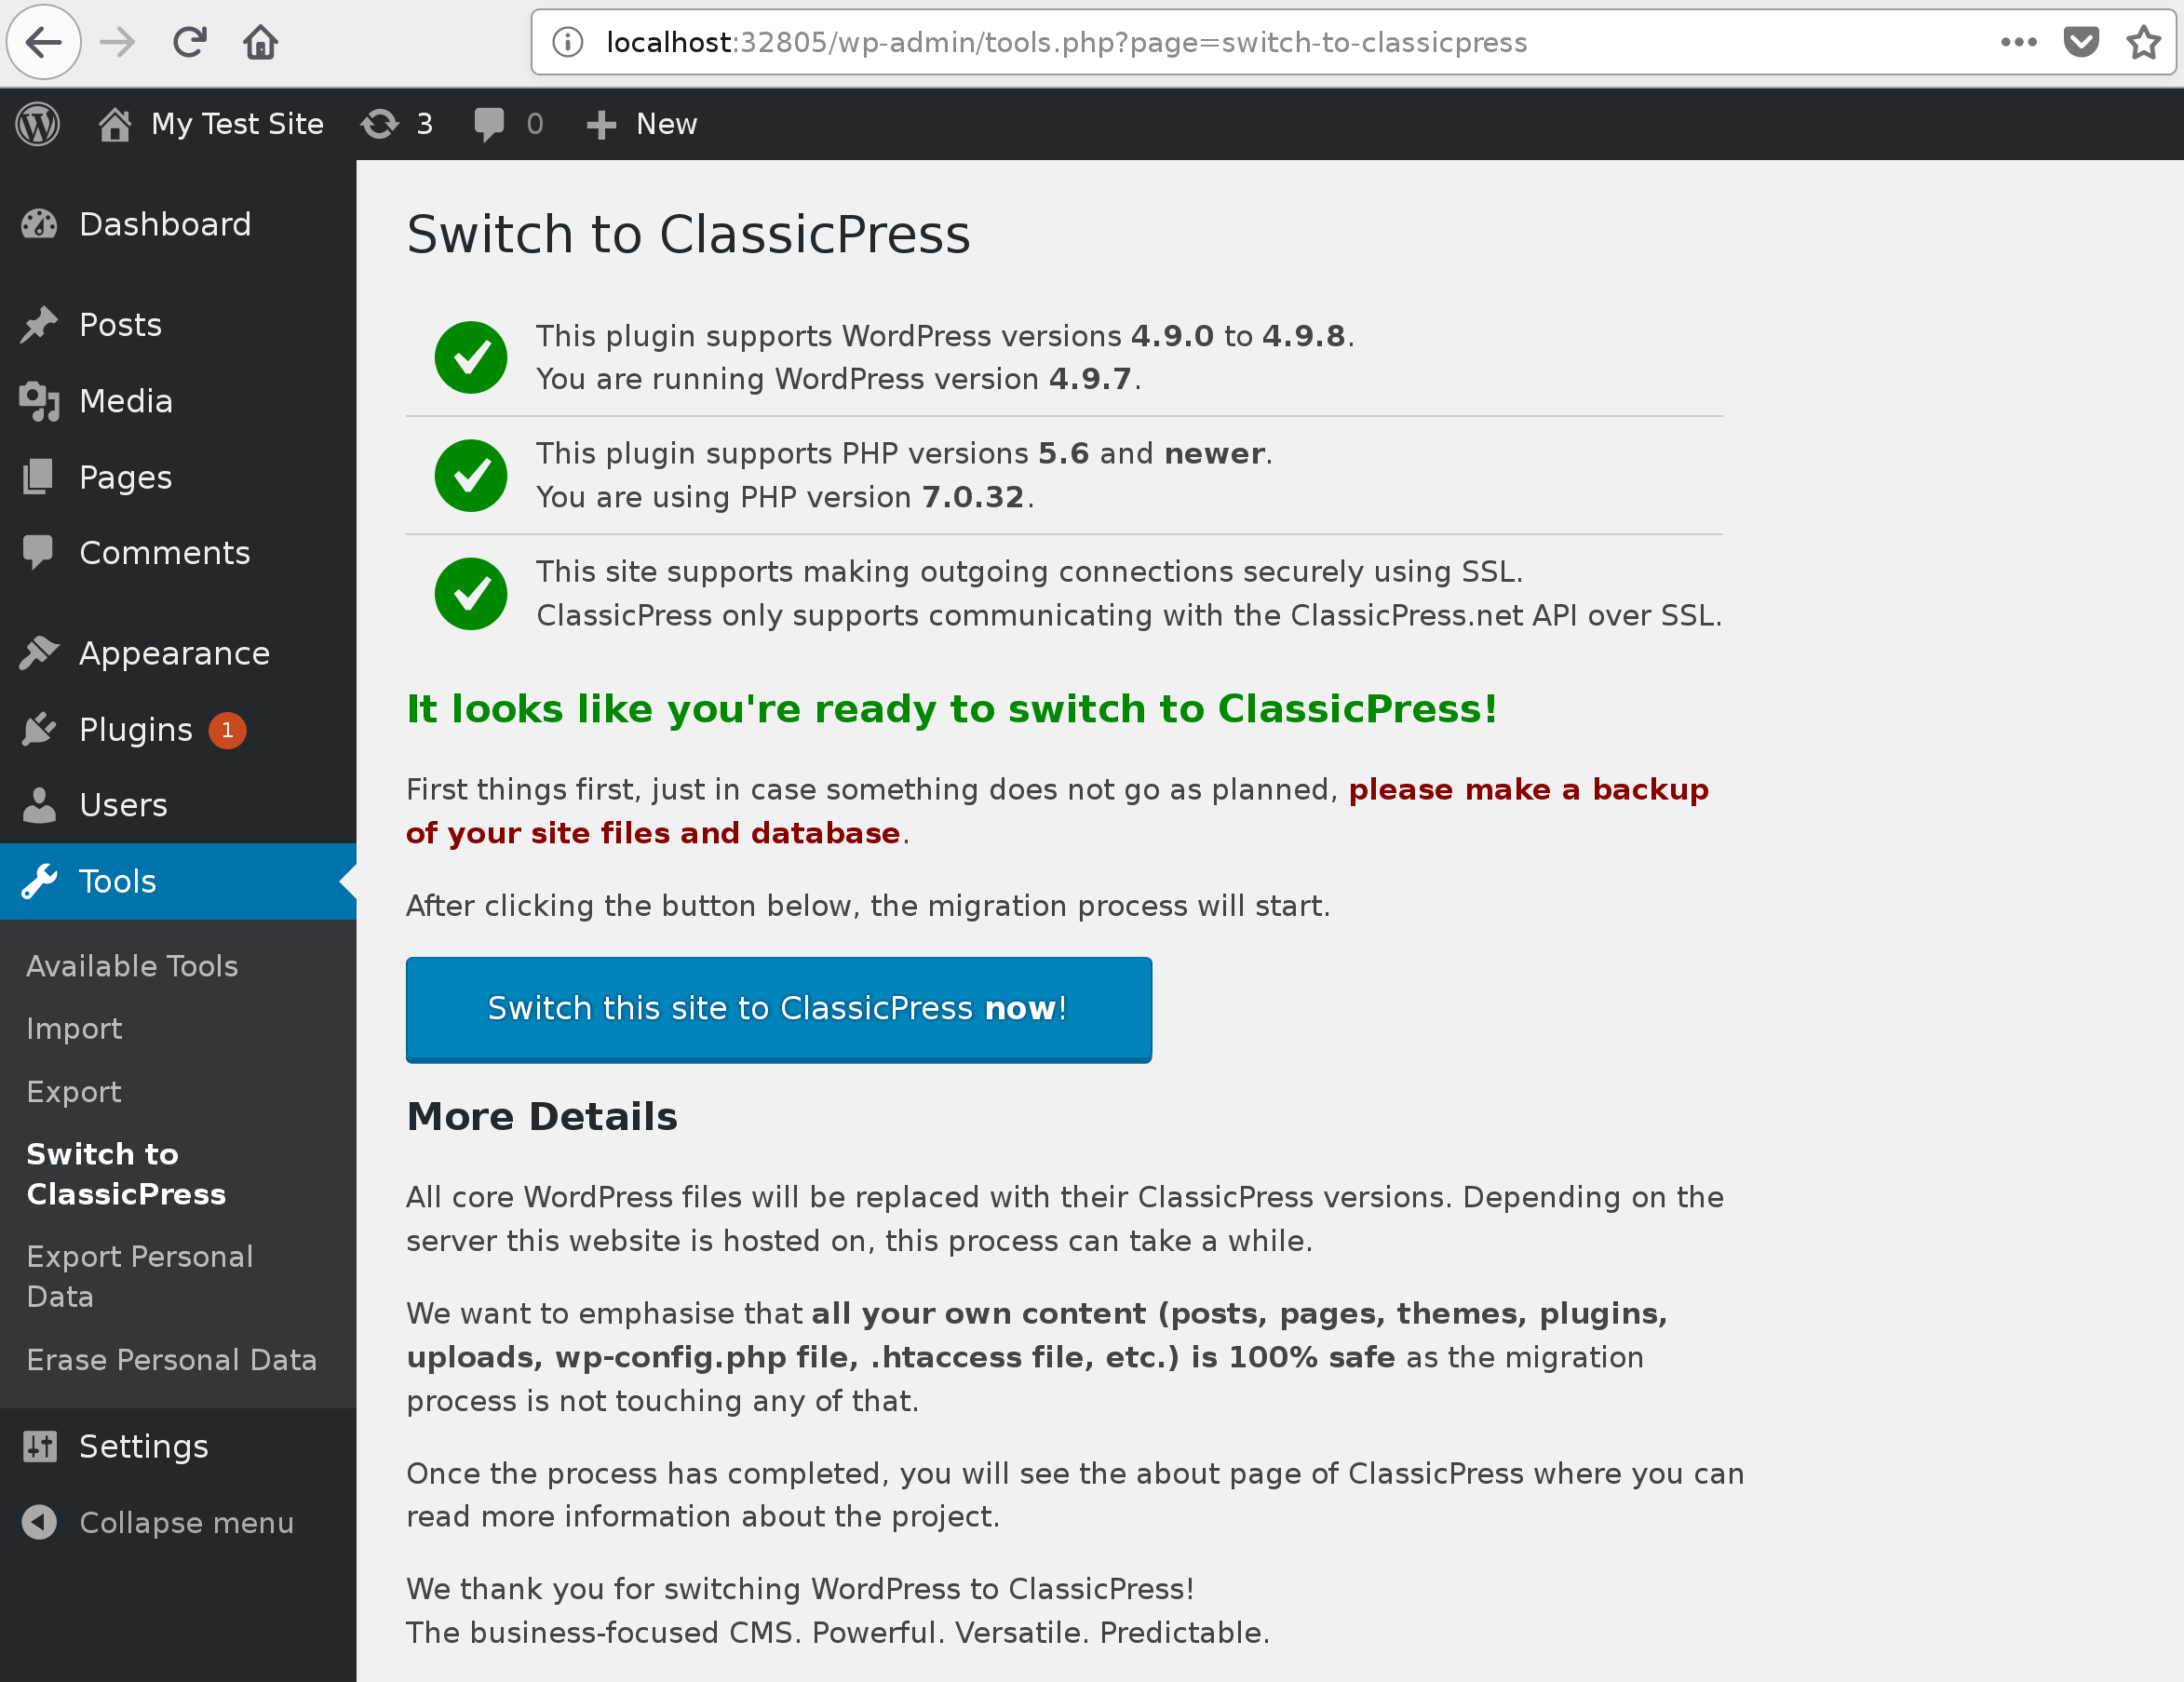 localhost:32805/wp-admin/tools.php?page=switch-to-classicpress
My Test Site 3 0 New
Dashboard
Posts
Media
Pages
Comments
Appearance
Plugins 1
Users
Tools
Available Tools
Import
Export
Switch to
ClassicPress
Export Personal
Data
Erase Personal Data
Settings
Collapse menu
Switch to ClassicPress
This plugin supports WordPress versions 4.9.0 to 4.9.8.
You are running WordPress version 4.9.7.
This plugin supports PHP versions 5.6 and newer.
You are using PHP version 7.0.32.
This site supports making outgoing connections securely using SSL.
ClassicPress only supports communicating with the ClassicPress.net API over SSL.
It looks like you're ready to switch to ClassicPress!
First things first, just in case something does not go as planned, please make a backup
of your site files and database.
After clicking the button below, the migration process will start.
Switch this site to ClassicPress now!
More Details
All core WordPress files will be replaced with their ClassicPress versions. Depending on the
server this website is hosted on, this process can take a while.
We want to emphasise that all your own content (posts, pages, themes, plugins,
uploads, wp-config.php file, .htaccess file, etc.) is 100% safe as the migration
process is not touching any of that.
Once the process has completed, you will see the about page of ClassicPress where you can
read more information about the project.
We thank you for switching WordPress to ClassicPress!
The business-focused CMS. Powerful. Versatile. Predictable.